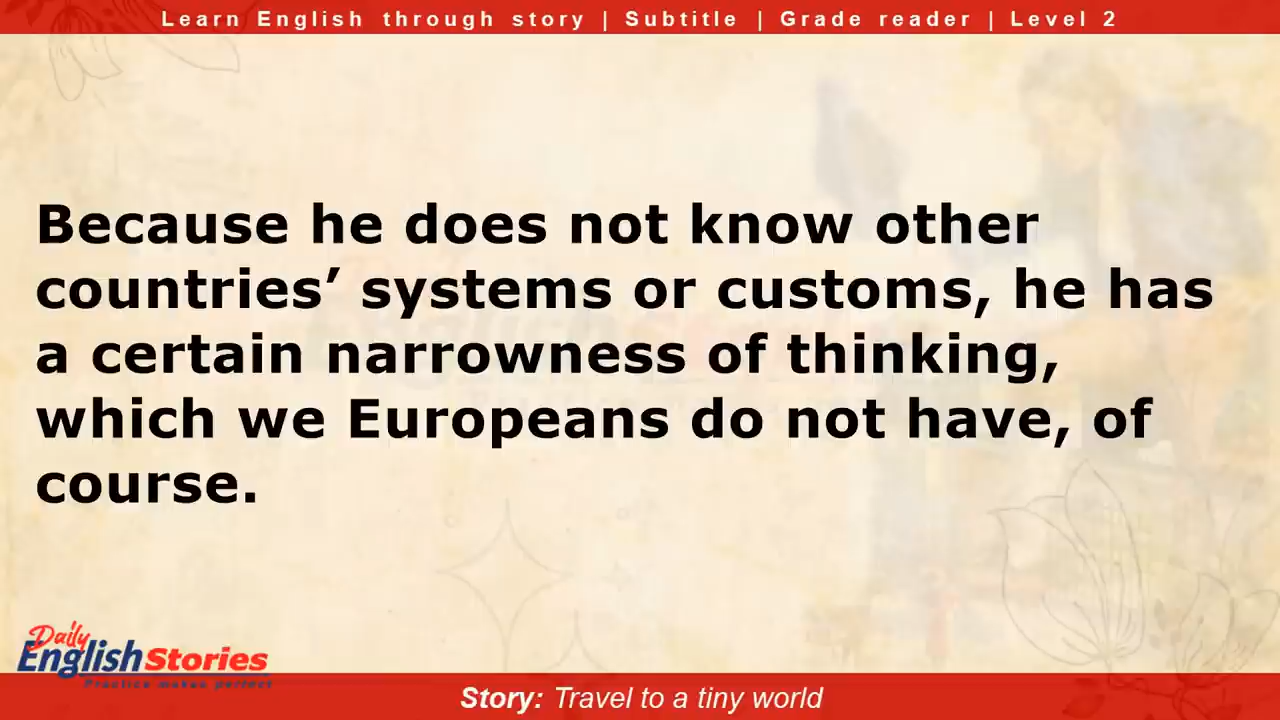 Learn English through story | Subtitle | Grade reader | Level 2
Because he does not know other
countries’ systems or customs, he has
a certain narrowness of thinking,
which we Europeans do not have, of
course.
Daily
English Stories
Practice makes perfect
Story: Travel to a tiny world